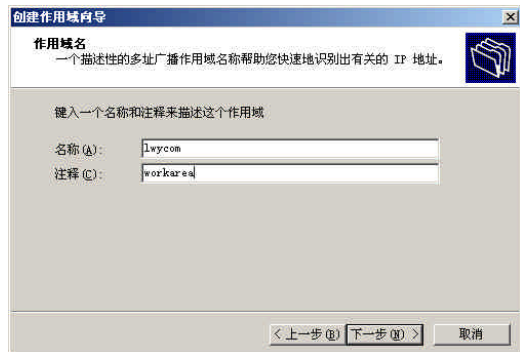 创建作用域向导
作用域名
一个描述性的多址广播作用域名称帮助您快速地识别出有关的 IP 地址。
键入一个名称和注释来描述这个作用域
名称(A): lwycom
注释(C): workarea
< 上一步(B) 下一步(N) > 取消